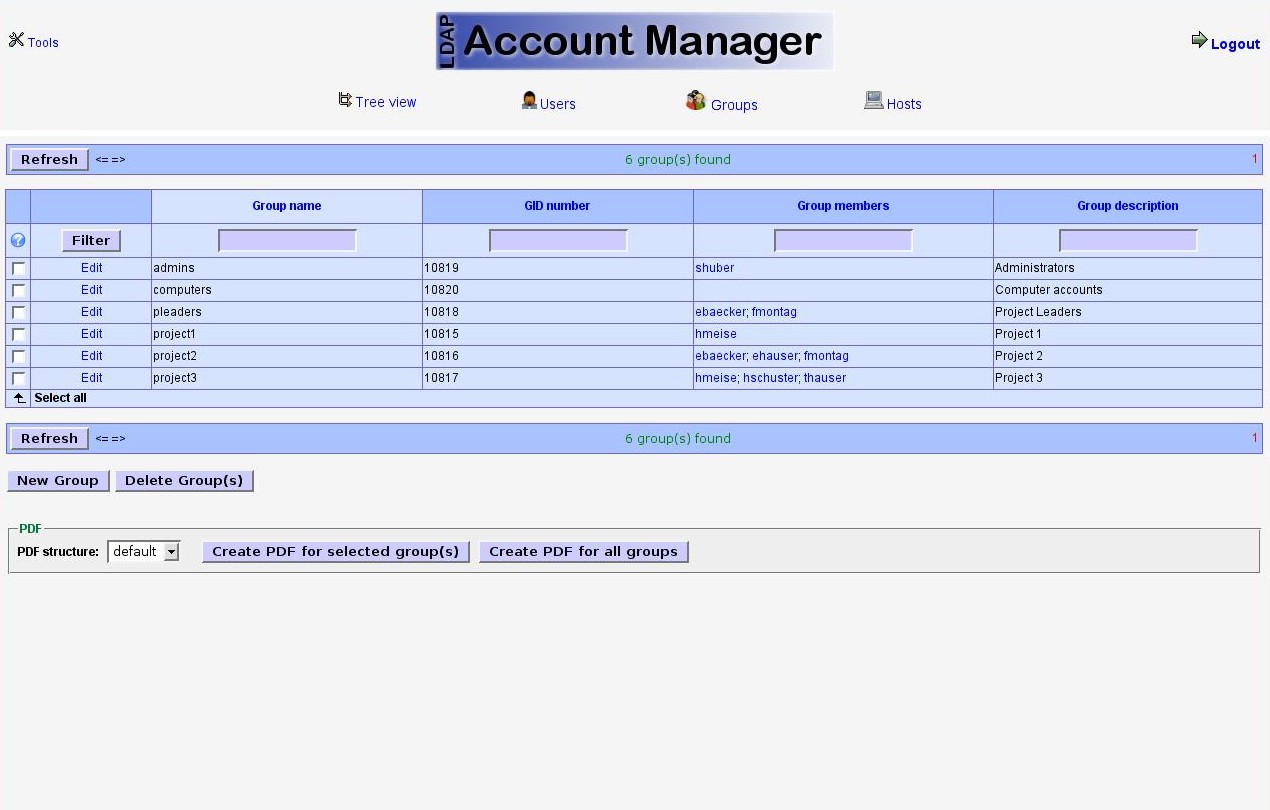 Tools
LDAP Account Manager
Logout
Tree view Users Groups Hosts
Refresh <= => 6 group(s) found 1
Group name GID number Group members Group description
? Filter
Edit admins 10819 shuber Administrators
Edit computers 10820 Computer accounts
Edit pleaders 10818 ebaecker; fmontag Project Leaders
Edit project1 10815 hmeise Project 1
Edit project2 10816 ebaecker; ehauser; fmontag Project 2
Edit project3 10817 hmeise; hschuster; thauser Project 3
Select all
Refresh <= => 6 group(s) found 1
New Group Delete Group(s)
PDF
PDF structure: default Create PDF for selected group(s) Create PDF for all groups